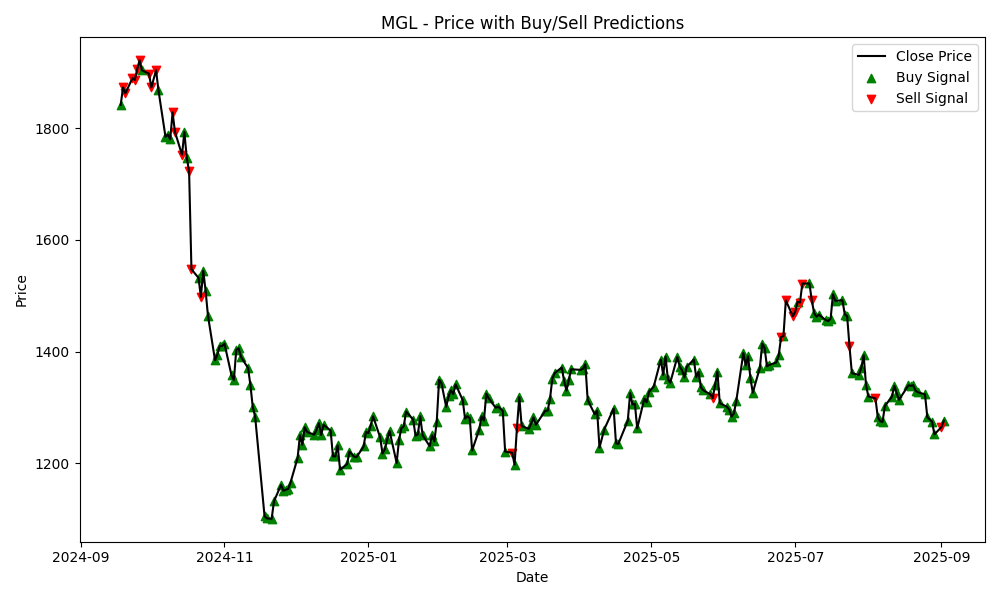 MGL - Price with Buy/Sell Predictions
Close Price
Buy Signal
Sell Signal
Price
1800
1600
1400
1200
2024-09 2024-11 2025-01 2025-03 2025-05 2025-07 2025-09
Date